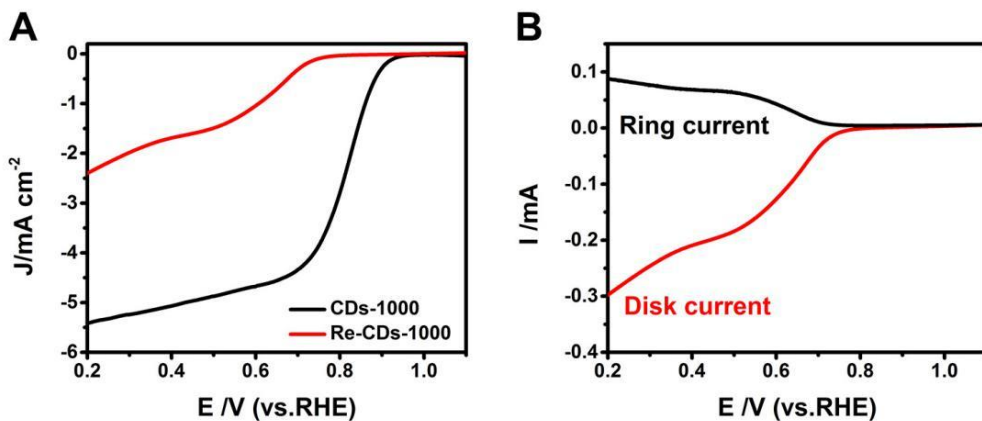 A
0
-1
-2
-3
-4
-5
-6
J/mA cm⁻²
CDs-1000
Re-CDs-1000
0.2 0.4 0.6 0.8 1.0
E /V (vs.RHE)
B
0.1
0.0
-0.1
-0.2
-0.3
-0.4
I /mA
Ring current
Disk current
0.2 0.4 0.6 0.8 1.0
E /V (vs.RHE)